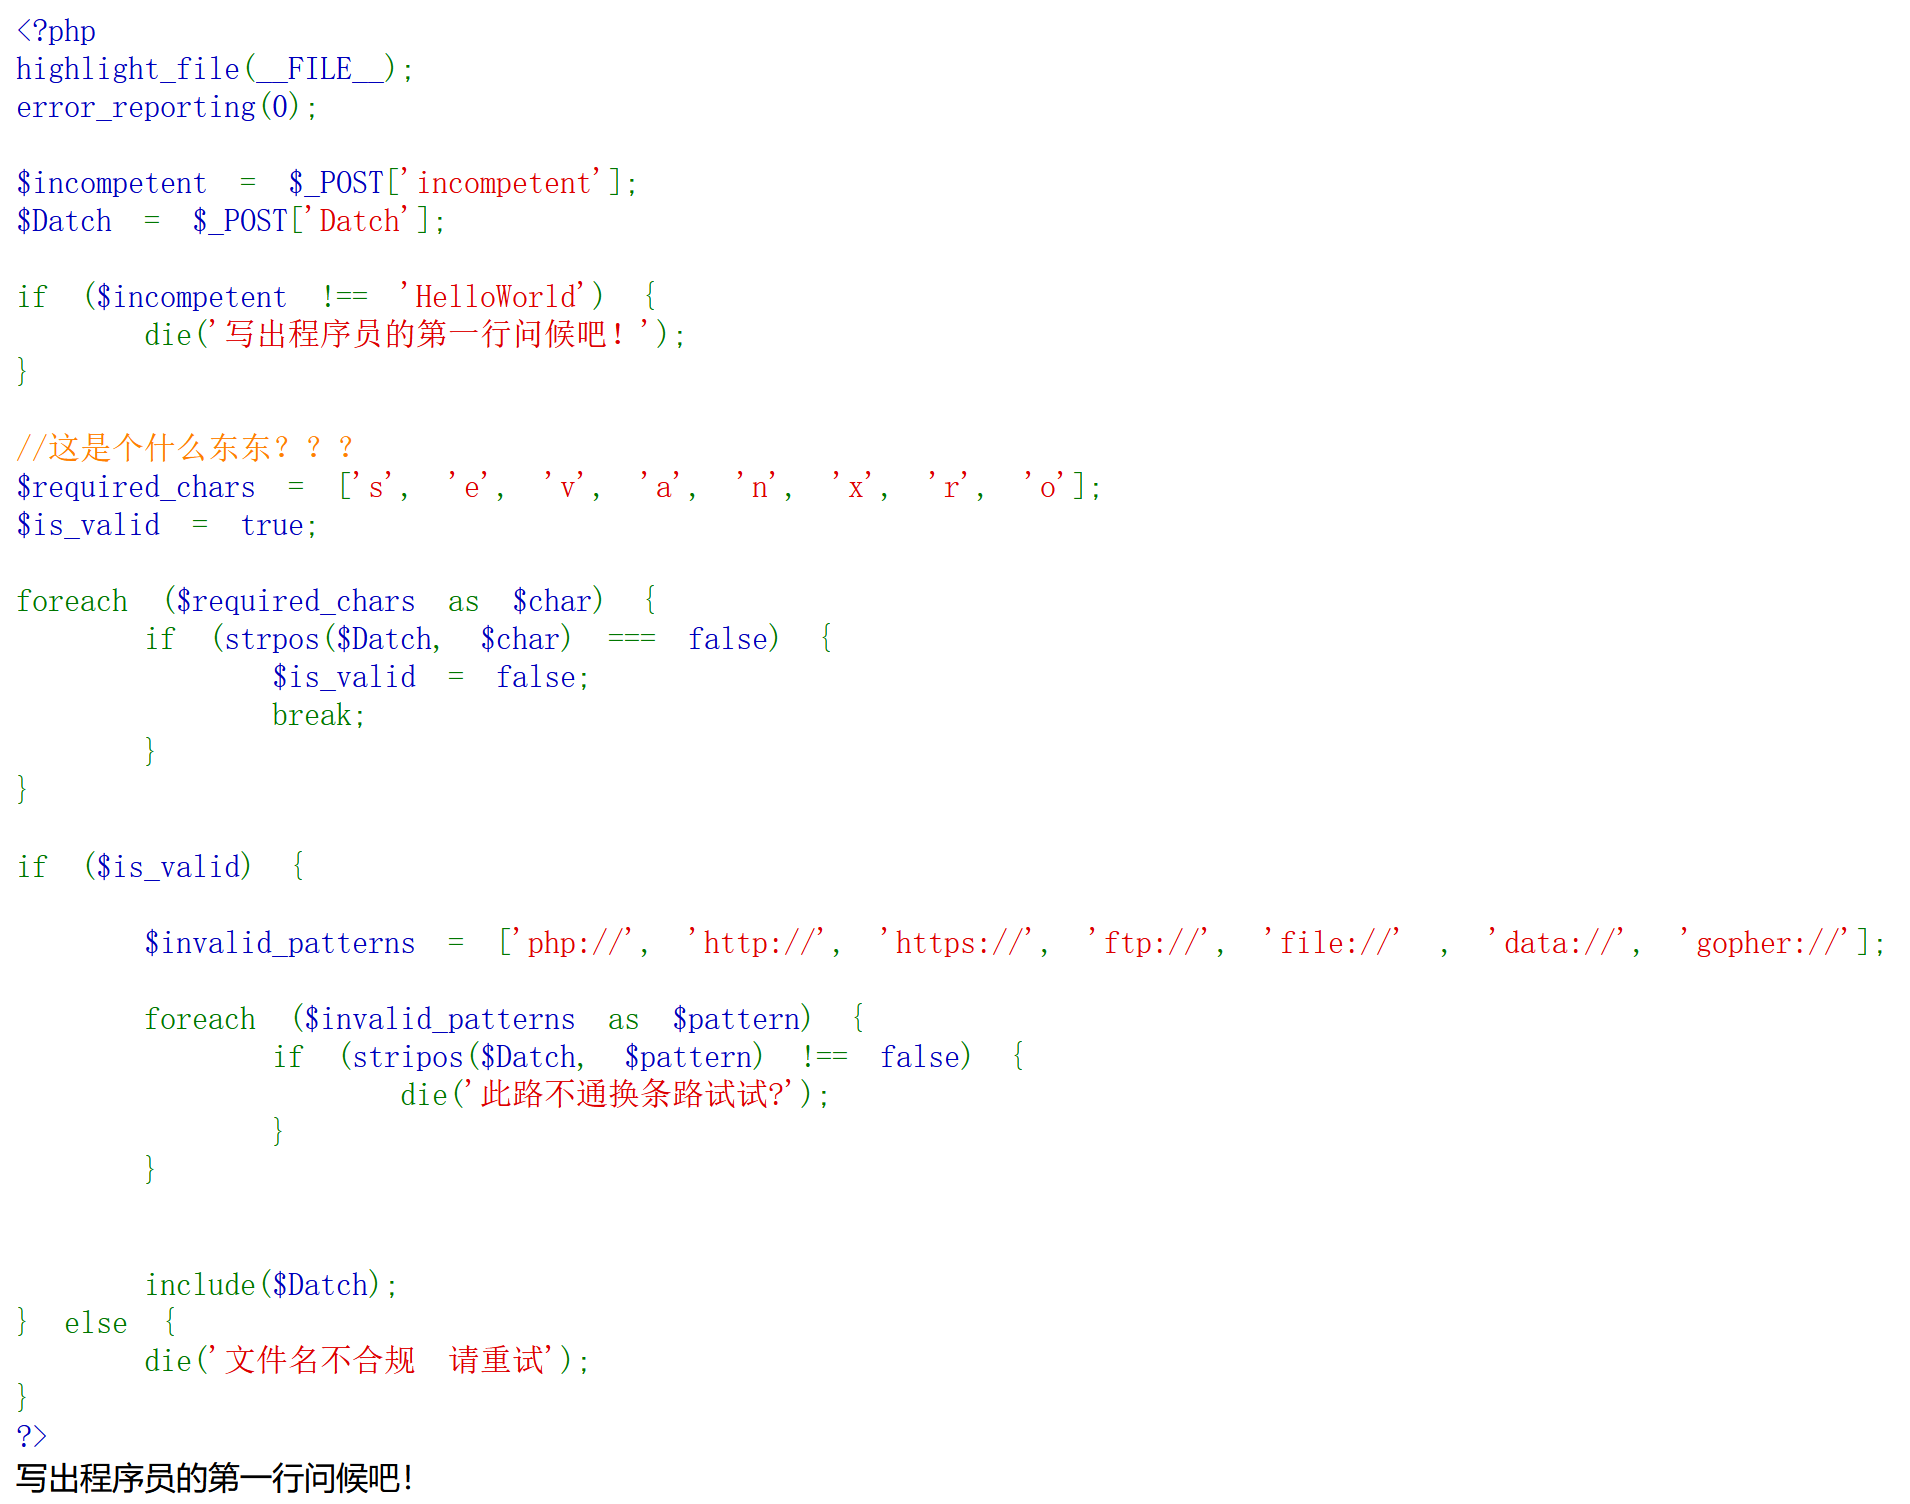 <?php
highlight_file(__FILE__);
error_reporting(0);

$incompetent = $_POST['incompetent'];
$Datch = $_POST['Datch'];

if ($incompetent !== 'HelloWorld') {
    die('写出程序员的第一行问候吧！');
}

//这是个什么东东？？？
$required_chars = ['s', 'e', 'v', 'a', 'n', 'x', 'r', 'o'];
$is_valid = true;

foreach ($required_chars as $char) {
    if (strpos($Datch, $char) === false) {
        $is_valid = false;
        break;
    }
}

if ($is_valid) {

    $invalid_patterns = ['php://', 'http://', 'https://', 'ftp://', 'file://' , 'data://', 'gopher://'];

    foreach ($invalid_patterns as $pattern) {
        if (stripos($Datch, $pattern) !== false) {
            die('此路不通换条路试试?');
        }
    }


    include($Datch);
} else {
    die('文件名不合规 请重试');
}
?>
写出程序员的第一行问候吧！